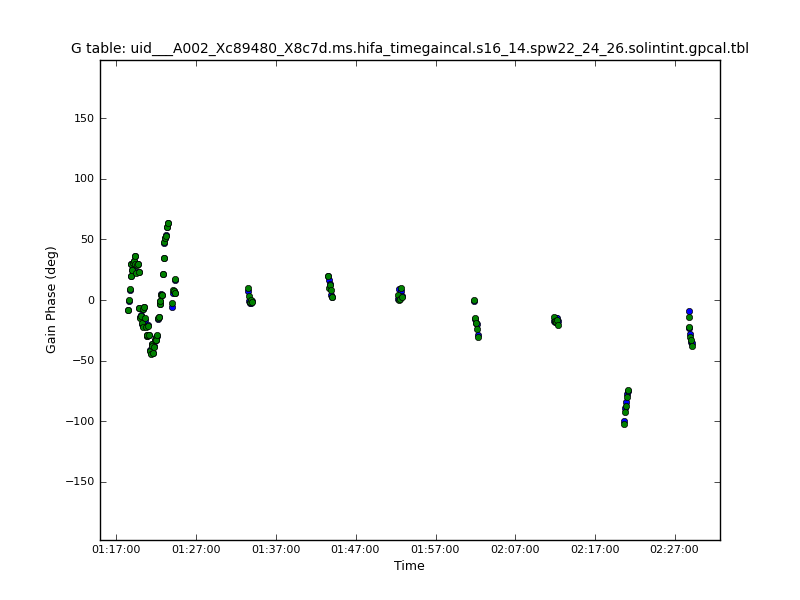 G table: uid___A002_Xc89480_X8c7d.ms.hifa_timegaincal.s16_14.spw22_24_26.solintint.gpcal.tbl
150
100
50
0
−50
−100
−150
Gain Phase (deg)
01:17:00 01:27:00 01:37:00 01:47:00 01:57:00 02:07:00 02:17:00 02:27:00
Time